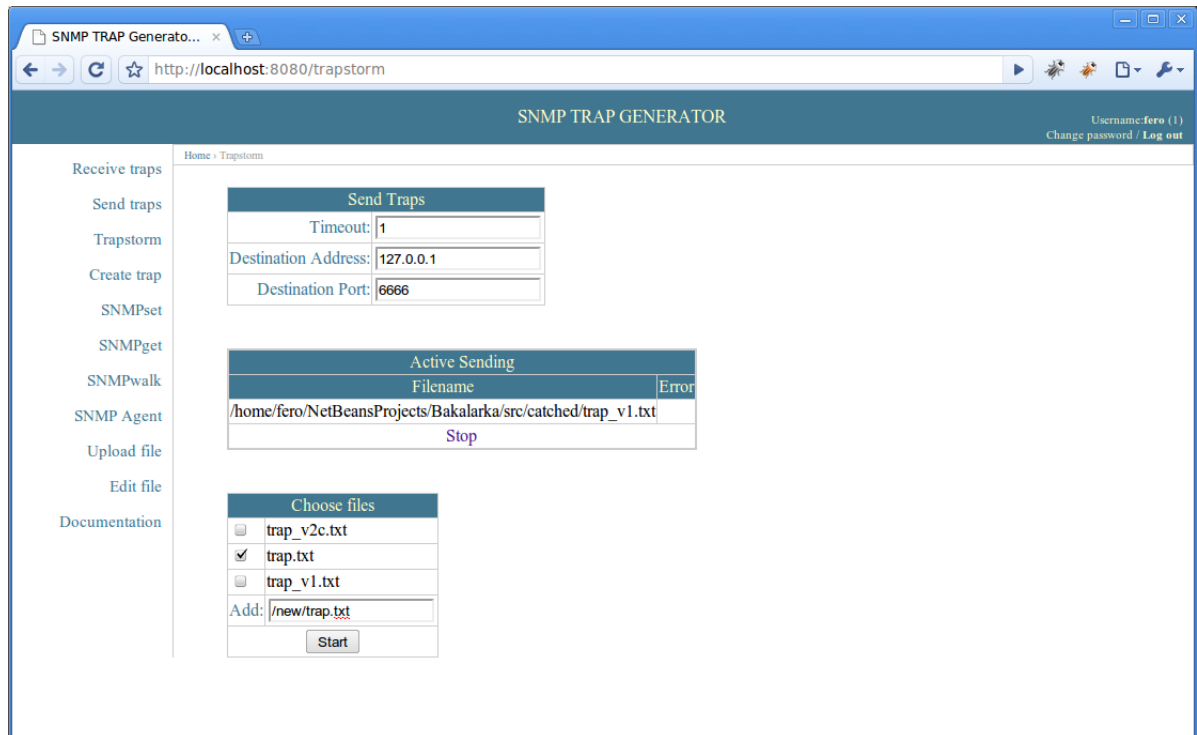 SNMP TRAP Generato...
http://localhost:8080/trapstorm
SNMP TRAP GENERATOR
Username:fero (1)
Change password / Log out
Home › Trapstorm
Receive traps
Send traps
Trapstorm
Create trap
SNMPset
SNMPget
SNMPwalk
SNMP Agent
Upload file
Edit file
Documentation
Send Traps
Timeout: 1
Destination Address: 127.0.0.1
Destination Port: 6666
Active Sending
Filename Error
/home/fero/NetBeansProjects/Bakalarka/src/catched/trap_v1.txt
Stop
Choose files
trap_v2c.txt
trap.txt
trap_v1.txt
Add: /new/trap.txt
Start